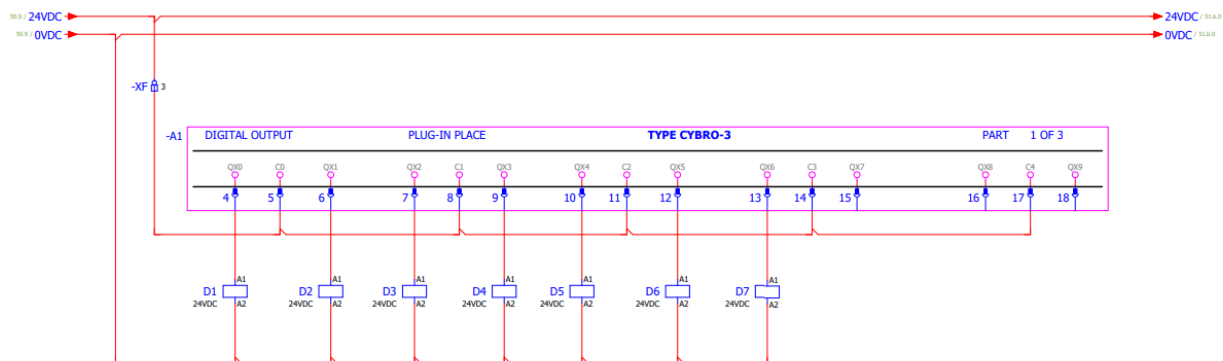 50.9 / 24VDC 24VDC / 51.b.0
50.9 / 0VDC 0VDC / 51.b.0
-XF 3
-A1 DIGITAL OUTPUT PLUG-IN PLACE TYPE CYBRO-3 PART 1 OF 3
QX0 C0 QX1 QX2 C1 QX3 QX4 C2 QX5 QX6 C3 QX7 QX8 C4 QX9
4 5 6 7 8 9 10 11 12 13 14 15 16 17 18
A1 A1 A1 A1 A1 A1 A1
D1 D2 D3 D4 D5 D6 D7
24VDC A2 24VDC A2 24VDC A2 24VDC A2 24VDC A2 24VDC A2 24VDC A2